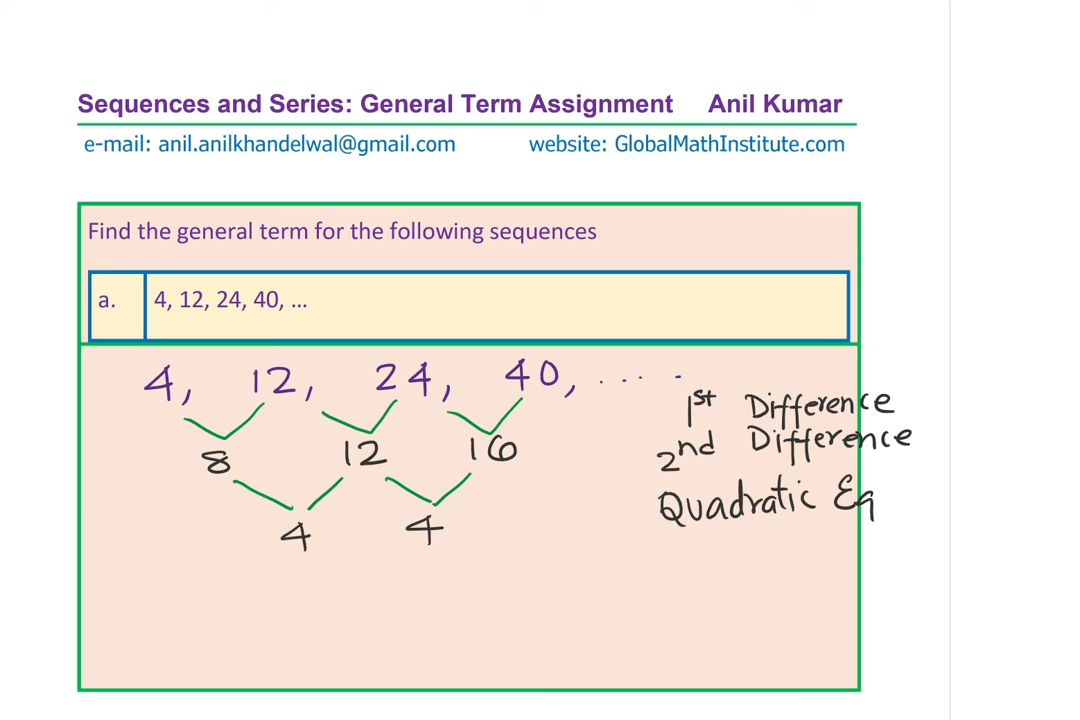 Sequences and Series: General Term Assignment Anil Kumar
e-mail: anil.anilkhandelwal@gmail.com website: GlobalMathInstitute.com
Find the general term for the following sequences
a. 4, 12, 24, 40, ...
4, 12, 24, 40, .....
1st Difference
8 12 16
2nd Difference
Quadratic Eq
4 4